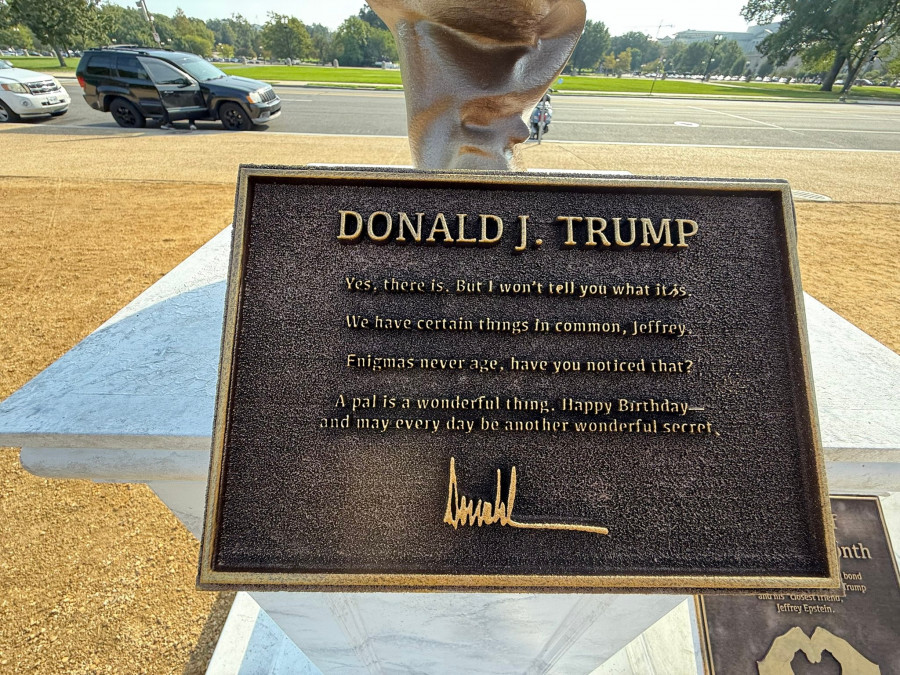 DONALD J. TRUMP
Yes, there is. But I won't tell you what it is.
We have certain things in common, Jeffrey.
Enigmas never age, have you noticed that?
A pal is a wonderful thing. Happy Birthday—
and may every day be another wonderful secret.
Donald
bond
Trump
and his "closest friend,"
Jeffrey Epstein.